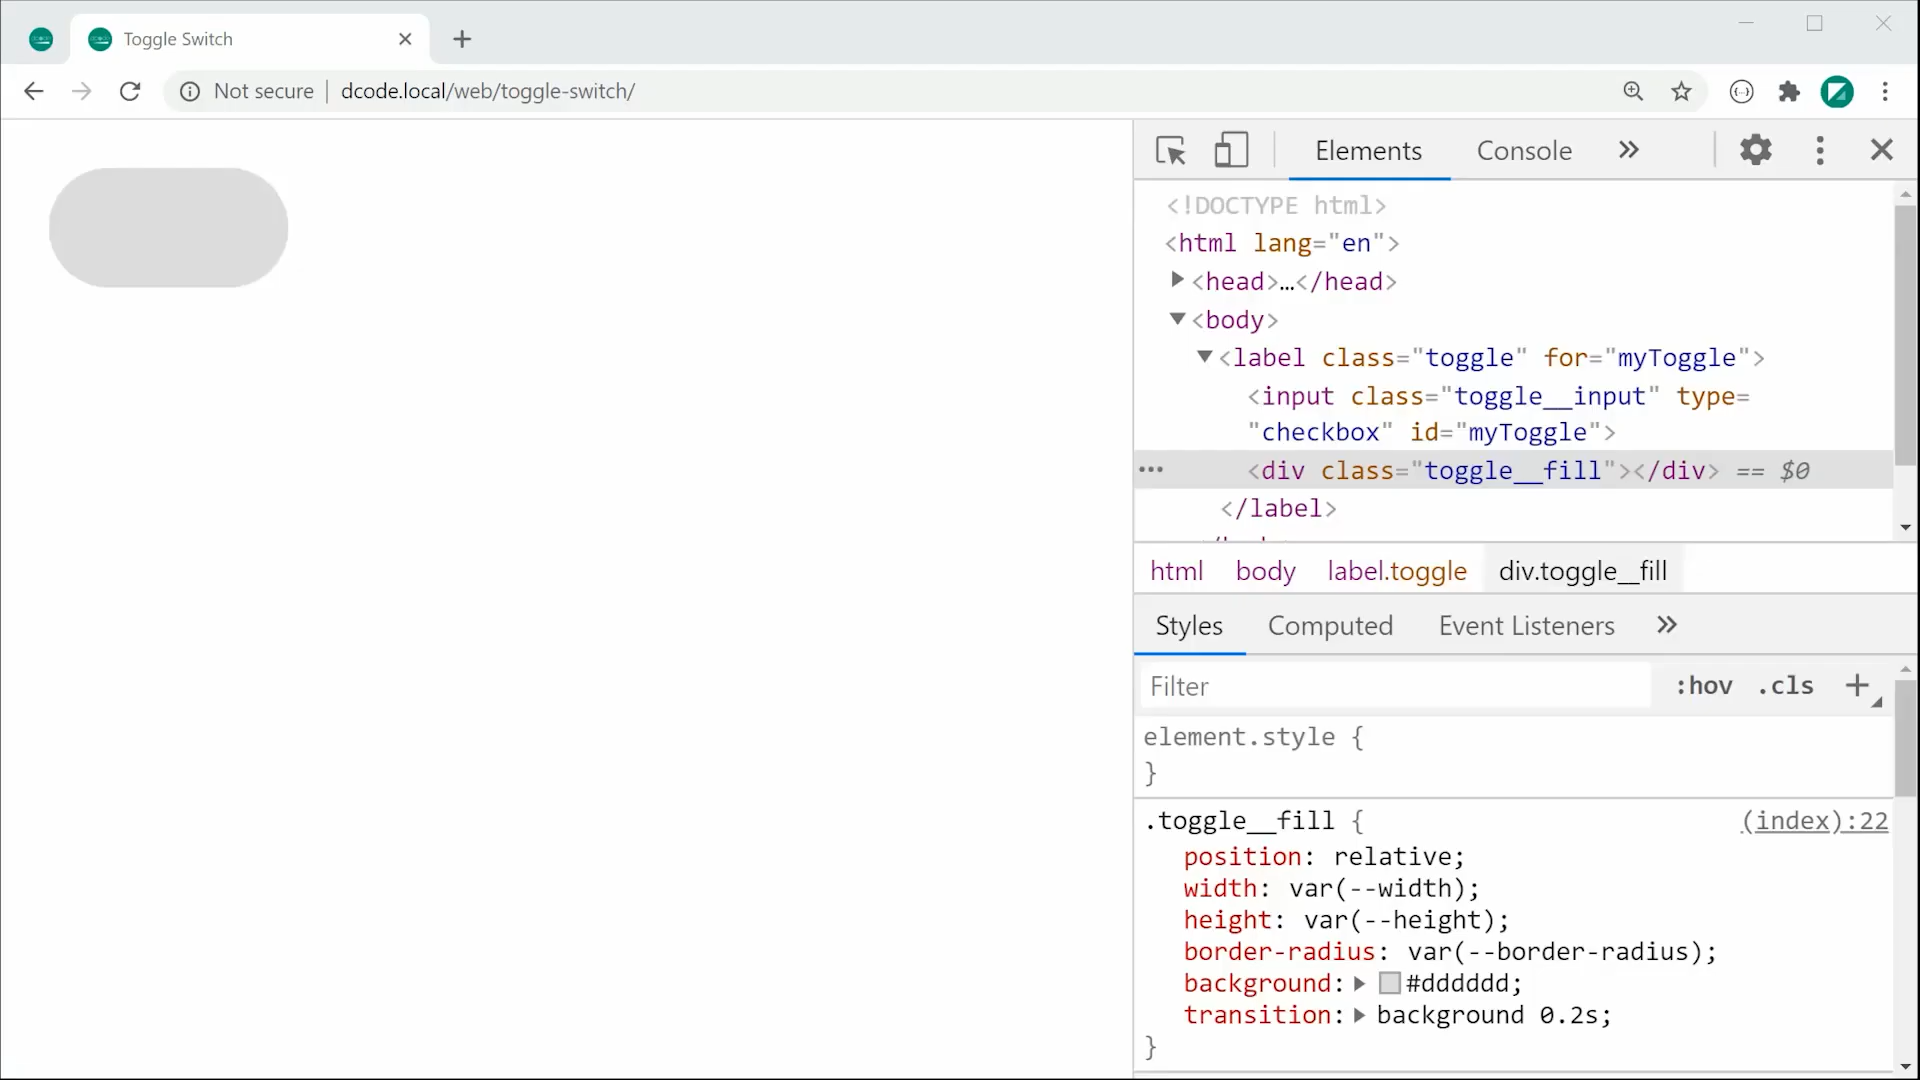 Toggle Switch
Not secure | dcode.local/web/toggle-switch/
Elements Console
<!DOCTYPE html>
<html lang="en">
<head>…</head>
<body>
<label class="toggle" for="myToggle">
<input class="toggle__input" type=
"checkbox" id="myToggle">
<div class="toggle__fill"></div> == $0
</label>
html body label.toggle div.toggle__fill
Styles Computed Event Listeners
Filter :hov .cls
element.style {
}
.toggle__fill { (index):22
position: relative;
width: var(--width);
height: var(--height);
border-radius: var(--border-radius);
background: #dddddd;
transition: background 0.2s;
}